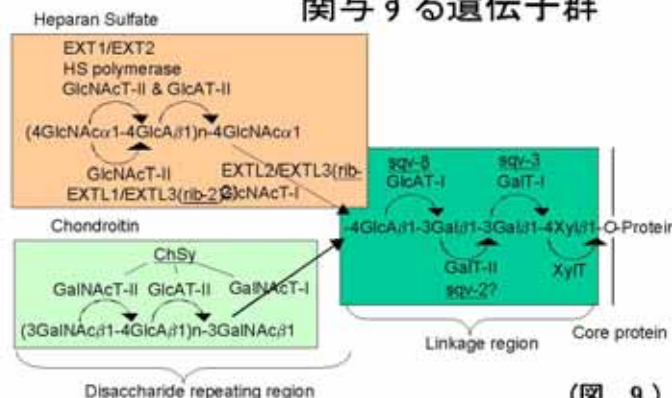 関与する遺伝子群
Heparan Sulfate
EXT1/EXT2
HS polymerase
GlcNAcT-II & GlcAT-II
(4GlcNAcα1-4GlcAβ1)n-4GlcNAcα1
GlcNAcT-II
EXTL1/EXTL3(rib-2)
EXTL2/EXTL3(rib-
GlcNAcT-I
sqv-8
GlcAT-I
sqv-3
GalT-I
-4GlcAβ1-3Galβ1-3Galβ1-4Xylβ1-O-Protein
GalT-II
sqv-2?
XylT
Linkage region
Core protein
Chondroitin
ChSy
GalNAcT-II GlcAT-II GalNAcT-I
(3GalNAcβ1-4GlcAβ1)n-3GalNAcβ1
Disaccharide repeating region
(図 9)